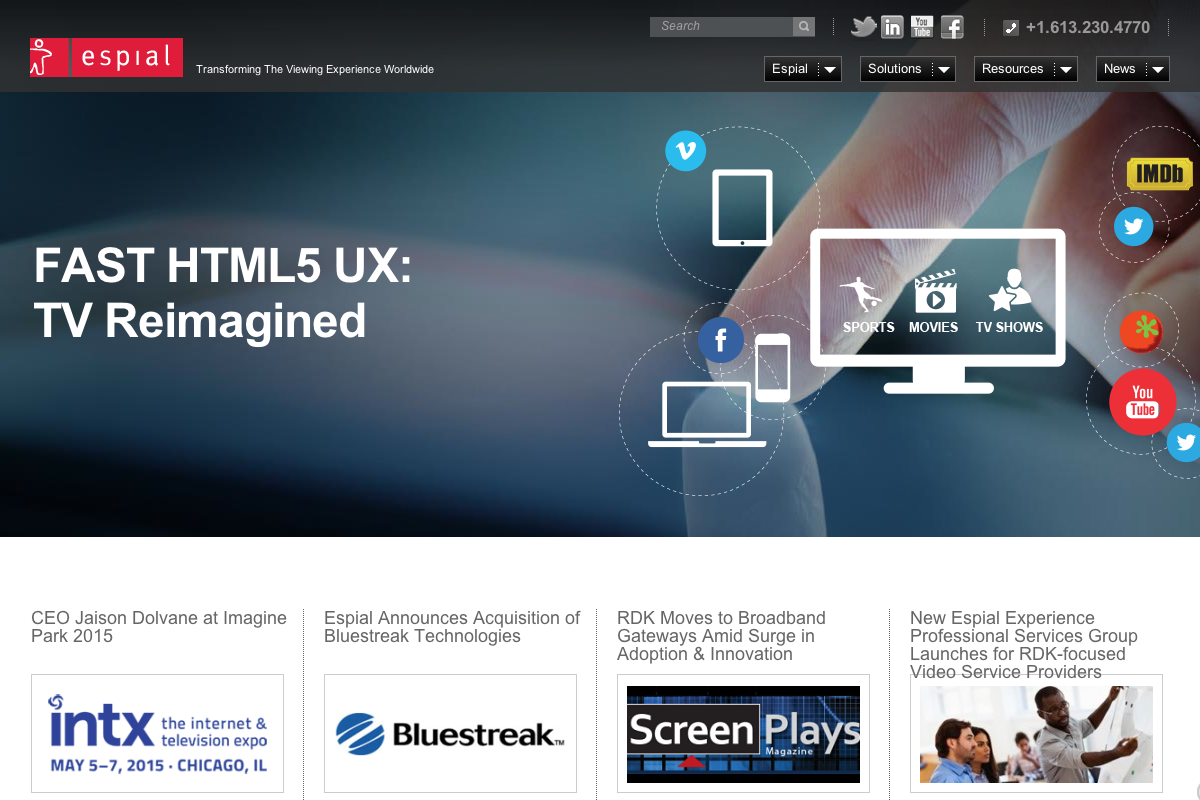 Search
You
Tube
+1.613.230.4770
espial
Transforming The Viewing Experience Worldwide
Espial
Solutions
Resources
News
IMDb
FAST HTML5 UX:
TV Reimagined
SPORTS
MOVIES
TV SHOWS
You
Tube
CEO Jaison Dolvane at Imagine
Park 2015
intx the internet &
television expo
MAY 5–7, 2015 · CHICAGO, IL
Espial Announces Acquisition of
Bluestreak Technologies
Bluestreak™
RDK Moves to Broadband
Gateways Amid Surge in
Adoption & Innovation
Screen Plays
Magazine
New Espial Experience
Professional Services Group
Launches for RDK-focused
Video Service Providers